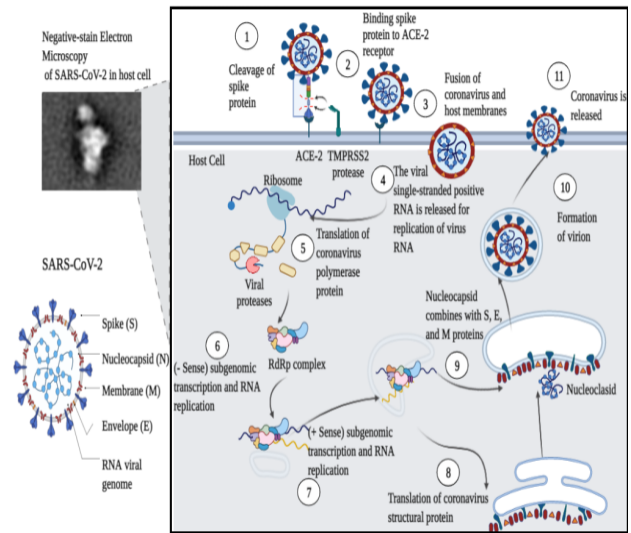 Negative-stain Electron
Microscopy
of SARS-CoV-2 in host cell
SARS-CoV-2
Spike (S)
Nucleocapsid (N)
Membrane (M)
Envelope (E)
RNA viral
genome
1
Cleavage of
spike
protein
2
Binding spike
protein to ACE-2
receptor
3
Fusion of
coronavirus and
host membranes
11
Coronavirus is
released
Host Cell
ACE-2 TMPRSS2
protease
4
The viral
single-stranded positive
RNA is released for
replication of virus
RNA
10
Formation
of virion
Ribosome
5
Translation of
coronavirus
polymerase
protein
Viral
proteases
RdRp complex
6
(- Sense) subgenomic
transcription and RNA
replication
(+ Sense) subgenomic
transcription and RNA
replication
7
Nucleocapsid
combines with S, E,
and M proteins
9
Nucleoclasid
8
Translation of coronavirus
structural protein